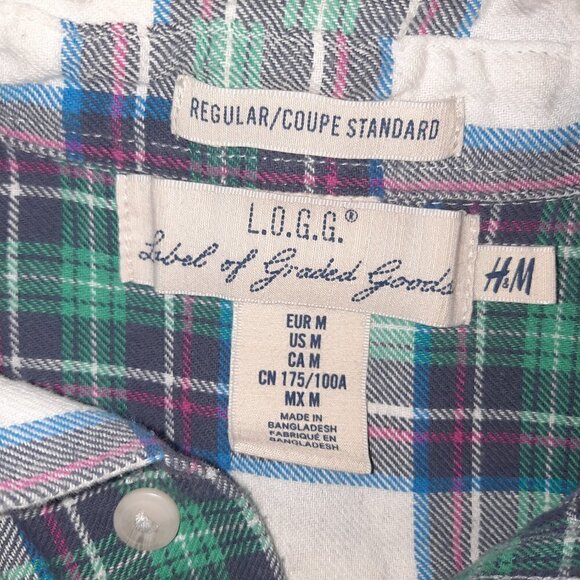 REGULAR/COUPE STANDARD
L.O.G.G.®
Label of Graded Goods
H&M
EUR M
US M
CA M
CN 175/100A
MX M
MADE IN
BANGLADESH
FABRIQUÉ EN
BANGLADESH